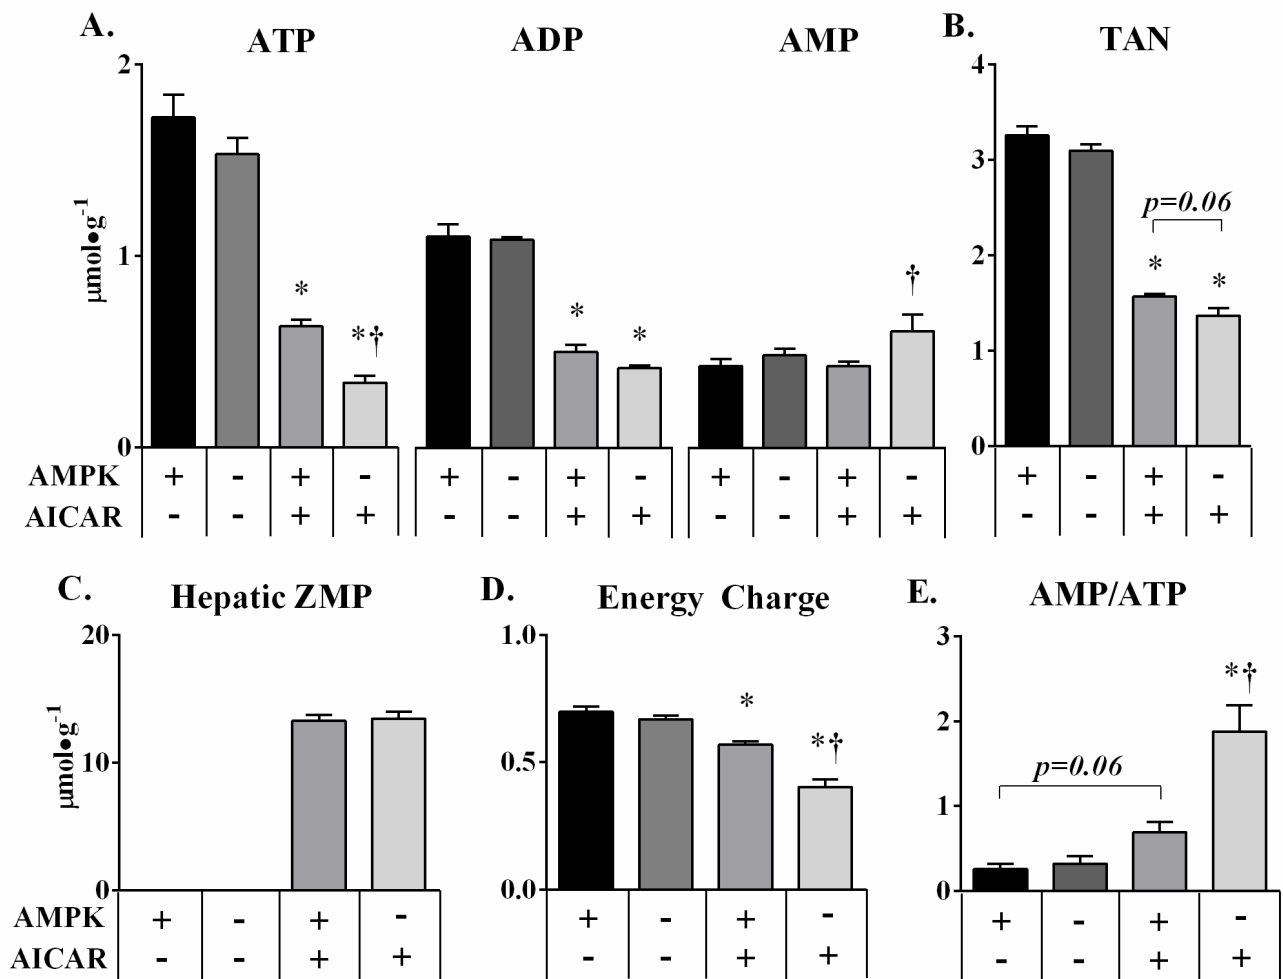 A. ATP ADP AMP B. TAN
2 4
3
p=0.06
μmol•g-1 1 2
* † * * † * *
*†
1
0 0
AMPK + - + - + - + - + - + - + - + -
AICAR - - + + - - + + - - + + - - + +
C. Hepatic ZMP D. Energy Charge E. AMP/ATP
20 1.0 3
*†
*
2
μmol•g-1 10 0.5 *† p=0.06
1
0 0.0 0
AMPK + - + - + - + - + - + -
AICAR - - + + - - + + - - + +